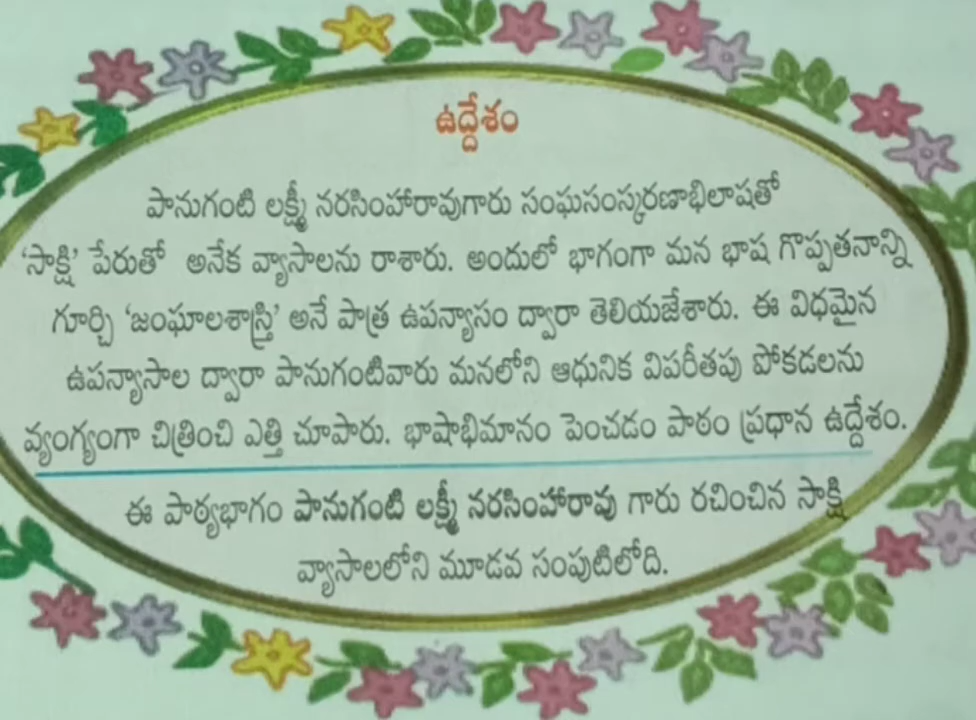 ఉద్దేశం
పానుగంటి లక్ష్మీ నరసింహారావుగారు సంఘసంస్కరణాభిలాషతో
'సాక్షి' పేరుతో అనేక వ్యాసాలను రాశారు. అందులో భాగంగా మన భాష గొప్పతనాన్ని
గూర్చి 'జంఘాలశాస్త్రి' అనే పాత్ర ఉపన్యాసం ద్వారా తెలియజేశారు. ఈ విధమైన
ఉపన్యాసాల ద్వారా పానుగంటివారు మనలోని ఆధునిక విపరీతపు పోకడలను
వ్యంగ్యంగా చిత్రించి ఎత్తి చూపారు. భాషాభిమానం పెంచడం పాఠం ప్రధాన ఉద్దేశం.
ఈ పాఠ్యభాగం పానుగంటి లక్ష్మీ నరసింహారావు గారు రచించిన సాక్షి
వ్యాసాలలోని మూడవ సంపుటిలోది.